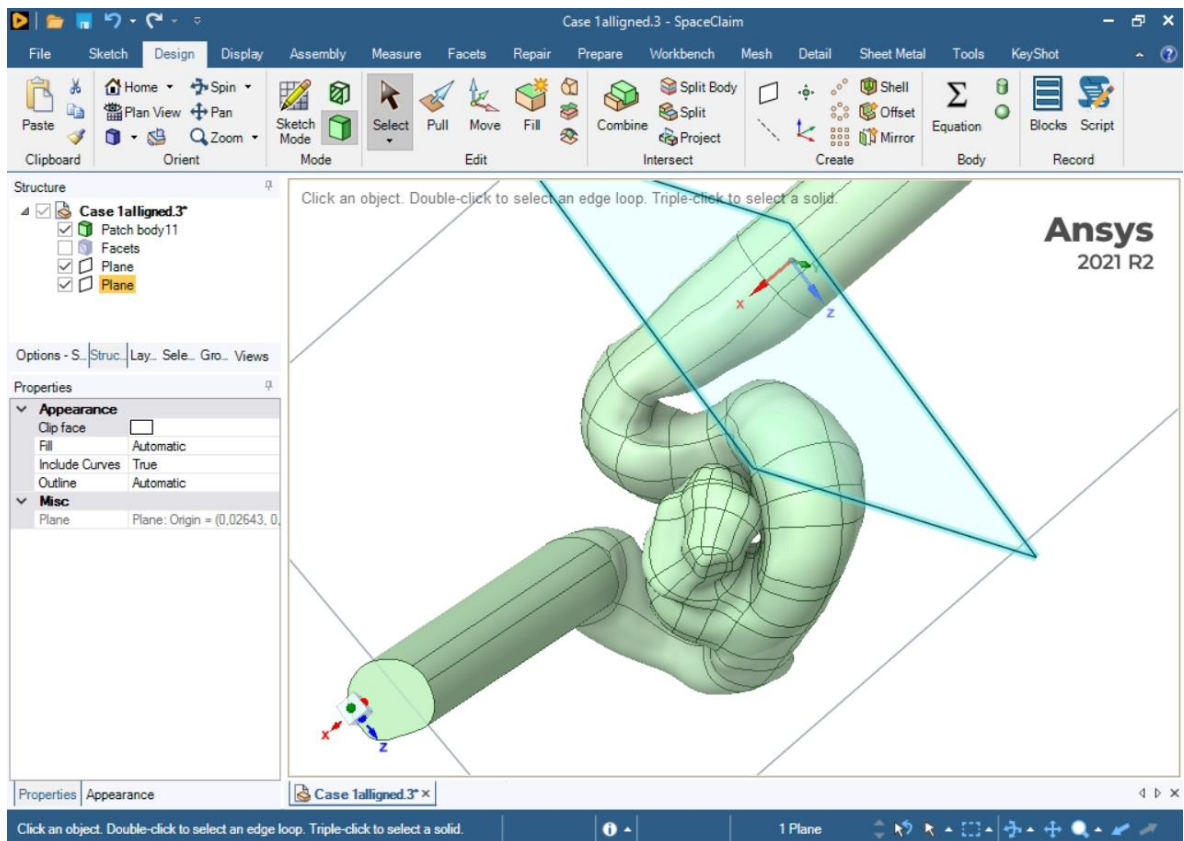 Case 1alligned.3 - SpaceClaim
File Sketch Design Display Assembly Measure Facets Repair Prepare Workbench Mesh Detail Sheet Metal Tools KeyShot
Home Spin Split Body Shell
Plan View Pan Split Offset
Paste Zoom Sketch Mode Select Pull Move Fill Combine Project Mirror Equation Blocks Script
Clipboard Orient Mode Edit Intersect Create Body Record
Structure
Case 1alligned.3*
Patch body11
Facets
Plane
Plane
Options - S... Struc... Lay... Sele... Gro... Views
Properties
Appearance
Clip face
Fill Automatic
Include Curves True
Outline Automatic
Misc
Plane Plane: Origin = (0,02643, 0,
Click an object. Double-click to select an edge loop. Triple-click to select a solid.
Ansys
2021 R2
X
Y
Z
X
Z
Properties Appearance
Case 1alligned.3*
Click an object. Double-click to select an edge loop. Triple-click to select a solid. 1 Plane